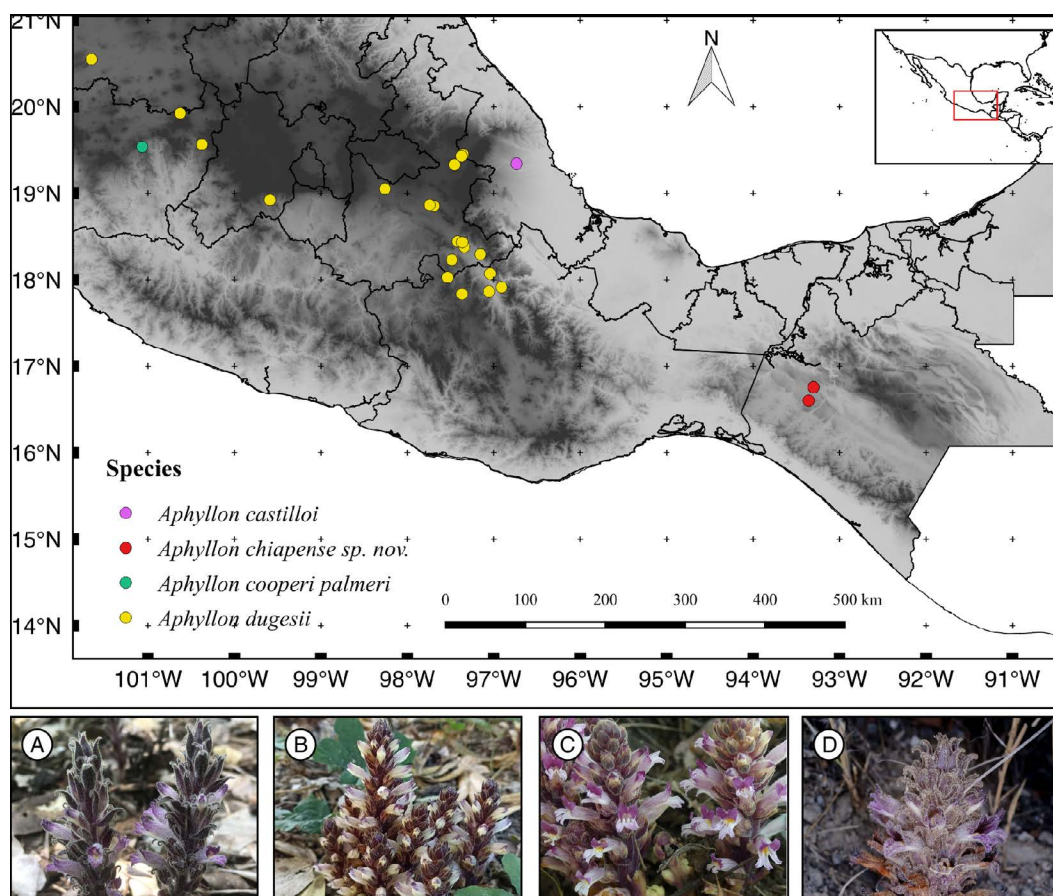 N
21°N
20°N
19°N
18°N
17°N
16°N
15°N
14°N
Species
Aphyllon castilloi
Aphyllon chiapense sp. nov.
Aphyllon cooperi palmeri
Aphyllon dugesii
0 100 200 300 400 500 km
101°W 100°W 99°W 98°W 97°W 96°W 95°W 94°W 93°W 92°W 91°W
A
B
C
D